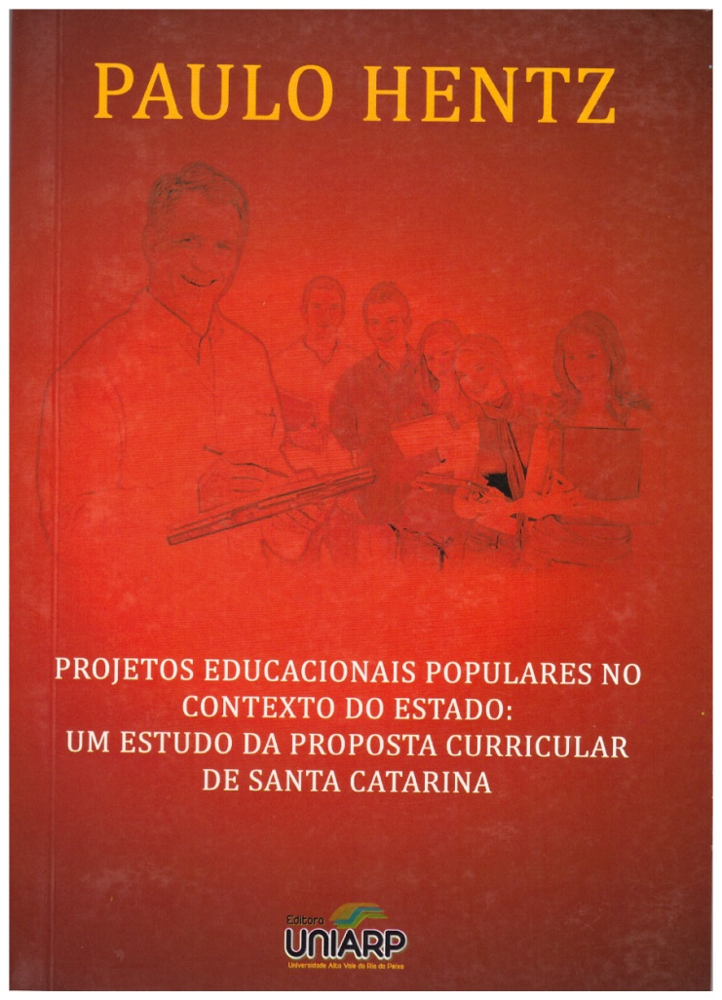 PAULO HENTZ
PROJETOS EDUCACIONAIS POPULARES NO
CONTEXTO DO ESTADO:
UM ESTUDO DA PROPOSTA CURRICULAR
DE SANTA CATARINA
Editora
UNIARP
Universidade Alto Vale do Rio do Peixe